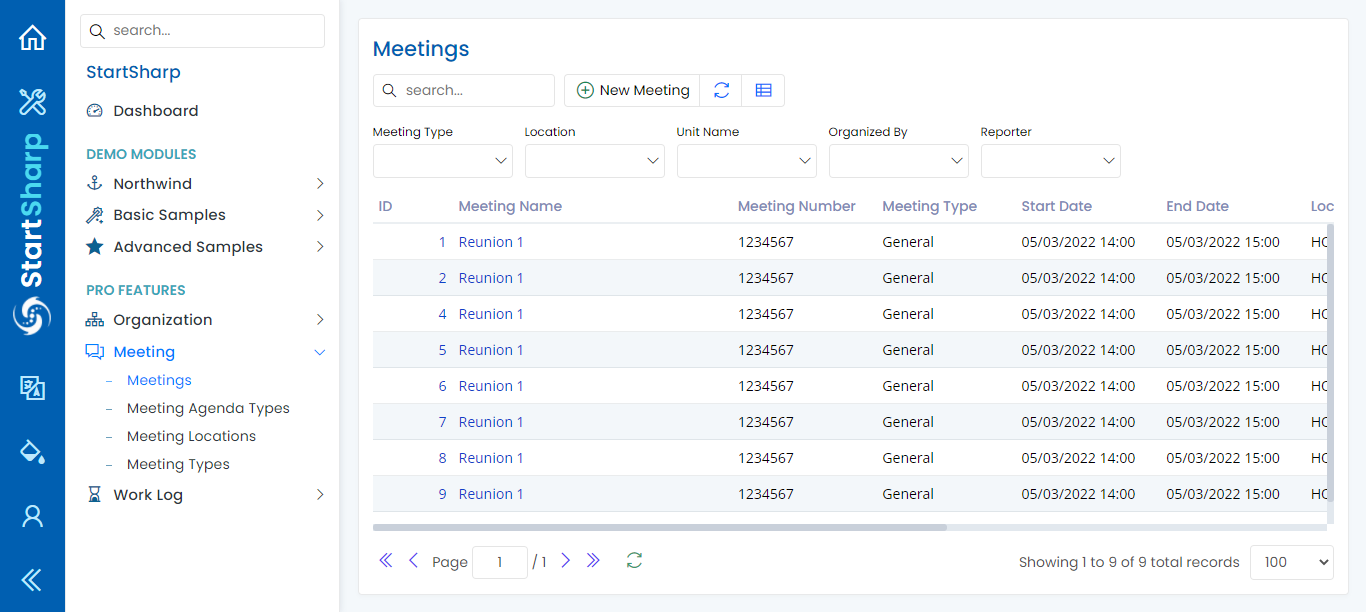 search...
StartSharp
Dashboard
DEMO MODULES
Northwind
Basic Samples
Advanced Samples
PRO FEATURES
Organization
Meeting
Meetings
Meeting Agenda Types
Meeting Locations
Meeting Types
Work Log
StartSharp
Meetings
search...
New Meeting
Meeting Type Location Unit Name Organized By Reporter
ID Meeting Name Meeting Number Meeting Type Start Date End Date Loc
1 Reunion 1 1234567 General 05/03/2022 14:00 05/03/2022 15:00 HO
2 Reunion 1 1234567 General 05/03/2022 14:00 05/03/2022 15:00 HO
4 Reunion 1 1234567 General 05/03/2022 14:00 05/03/2022 15:00 HO
5 Reunion 1 1234567 General 05/03/2022 14:00 05/03/2022 15:00 HO
6 Reunion 1 1234567 General 05/03/2022 14:00 05/03/2022 15:00 HO
7 Reunion 1 1234567 General 05/03/2022 14:00 05/03/2022 15:00 HO
8 Reunion 1 1234567 General 05/03/2022 14:00 05/03/2022 15:00 HO
9 Reunion 1 1234567 General 05/03/2022 14:00 05/03/2022 15:00 HO
Page 1 / 1
Showing 1 to 9 of 9 total records 100